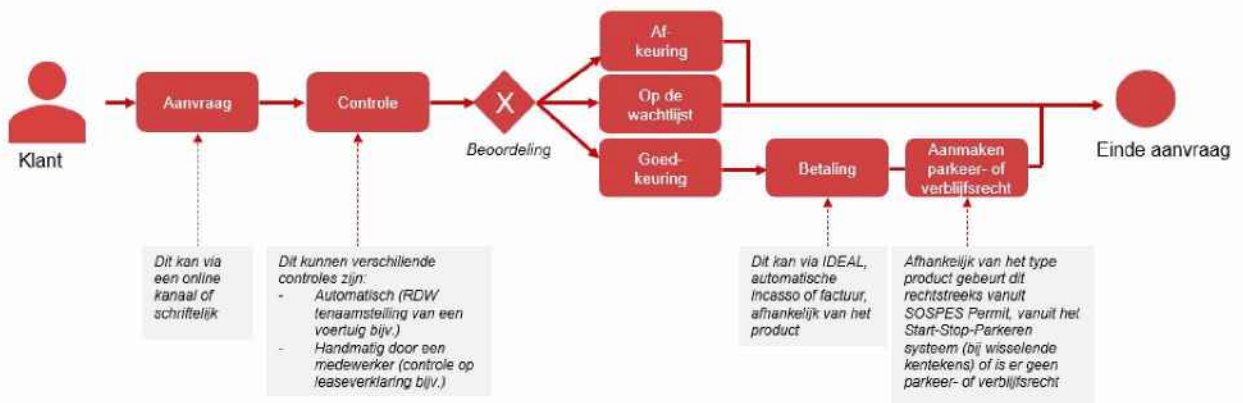 Klant
Aanvraag
Controle
X
Beoordeling
Af-
keuring
Op de
wachtlijst
Goed-
keuring
Betaling
Aanmaken
parkeer- of
verblijfsrecht
Einde aanvraag
Dit kan via
een online
kanaal of
schriftelijk
Dit kunnen verschillende
controles zijn:
- Automatisch (RDW
tenaamstelling van een
voertuig bijv.)
- Handmatig door een
medewerker (controle op
leaseverklaring bijv.)
Dit kan via IDEAL,
automatische
incasso of factuur,
afhankelijk van het
product
Afhankelijk van het type
product gebeurt dit
rechtstreeks vanuit
SOSPES Permit, vanuit het
Start-Stop-Parkeren
systeem (bij wisselende
kentekens) of is er geen
parkeer- of verblijfsrecht